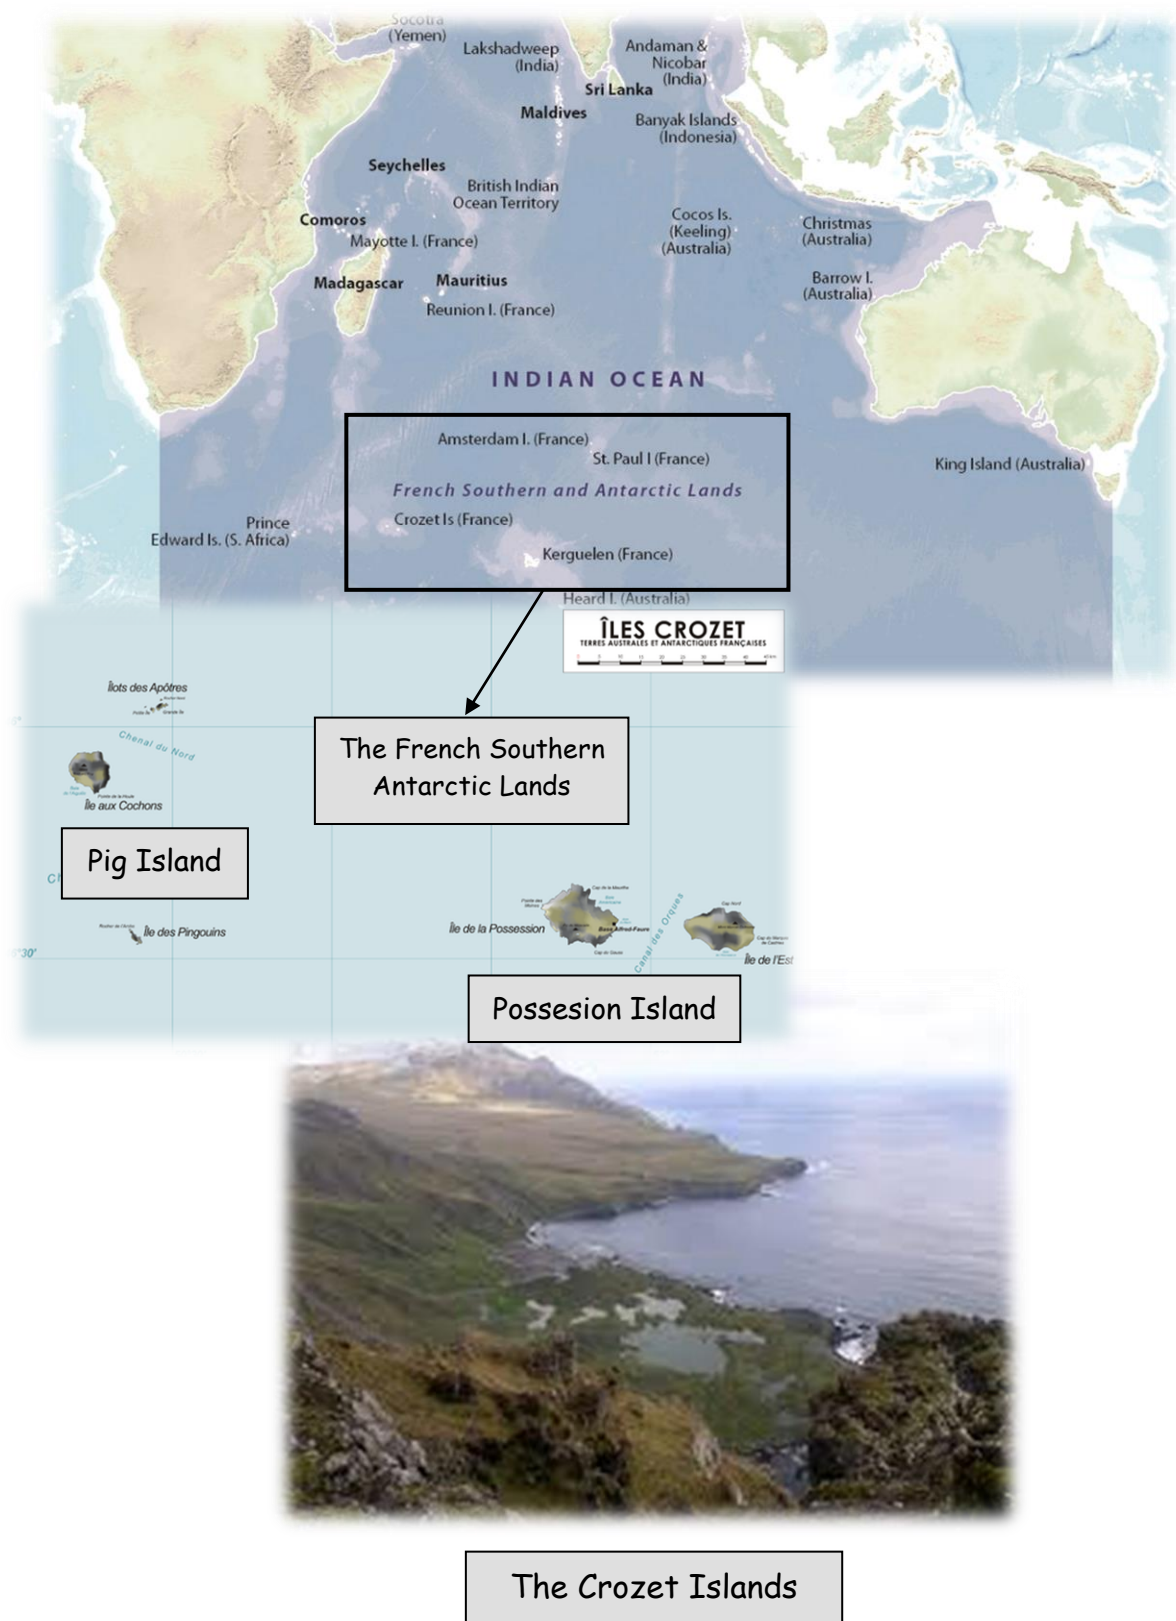 Socotra
(Yemen)
Lakshadweep
(India)
Andaman &
Nicobar
(India)
Sri Lanka
Maldives
Banyak Islands
(Indonesia)
Seychelles
British Indian
Ocean Territory
Comoros
Mayotte I. (France)
Cocos Is.
(Keeling)
(Australia)
Christmas
(Australia)
Madagascar
Mauritius
Reunion I. (France)
Barrow I.
(Australia)
INDIAN OCEAN
Amsterdam I. (France)
St. Paul I (France)
King Island (Australia)
French Southern and Antarctic Lands
Crozet Is (France)
Prince
Edward Is. (S. Africa)
Kerguelen (France)
Heard I. (Australia)
ÎLES CROZET
TERRES AUSTRALES ET ANTARCTIQUES FRANÇAISES
Îlots des Apôtres
Chenal du Nord
The French Southern
Antarctic Lands
Île aux Cochons
Pig Island
Île des Pingouins
Île de la Possession
Base Alfred-Faure
Canal des Orques
Île de l'Est
Possesion Island
The Crozet Islands